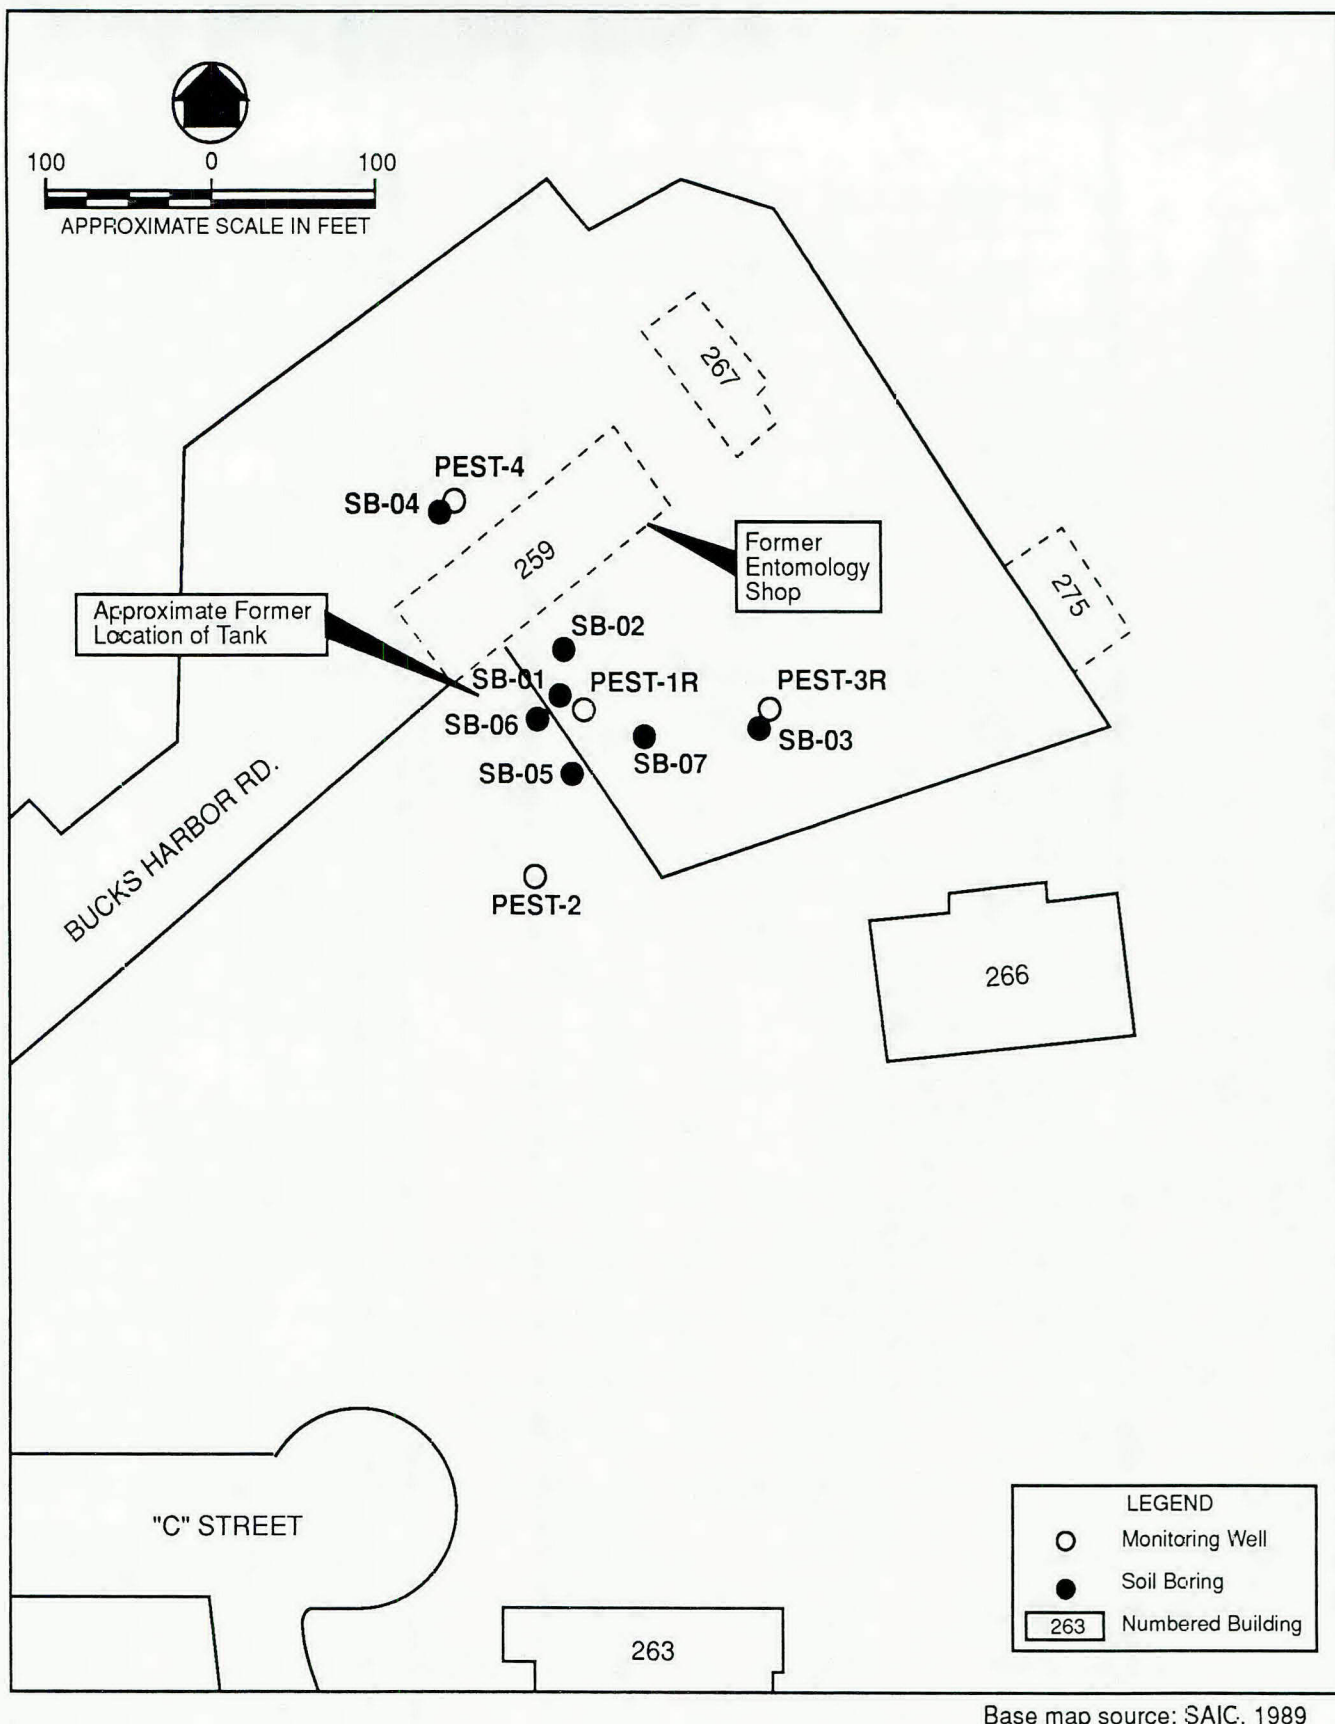 100 0 100
APPROXIMATE SCALE IN FEET
267
PEST-4
SB-04
259
Former
Entomology
Shop
275
Approximate Former
Location of Tank
SB-02
SB-01
PEST-1R
PEST-3R
SB-06
SB-03
SB-07
SB-05
BUCKS HARBOR RD.
PEST-2
266
"C" STREET
263
LEGEND
Monitoring Well
Soil Boring
263 Numbered Building
Base map source: SAIC, 1989